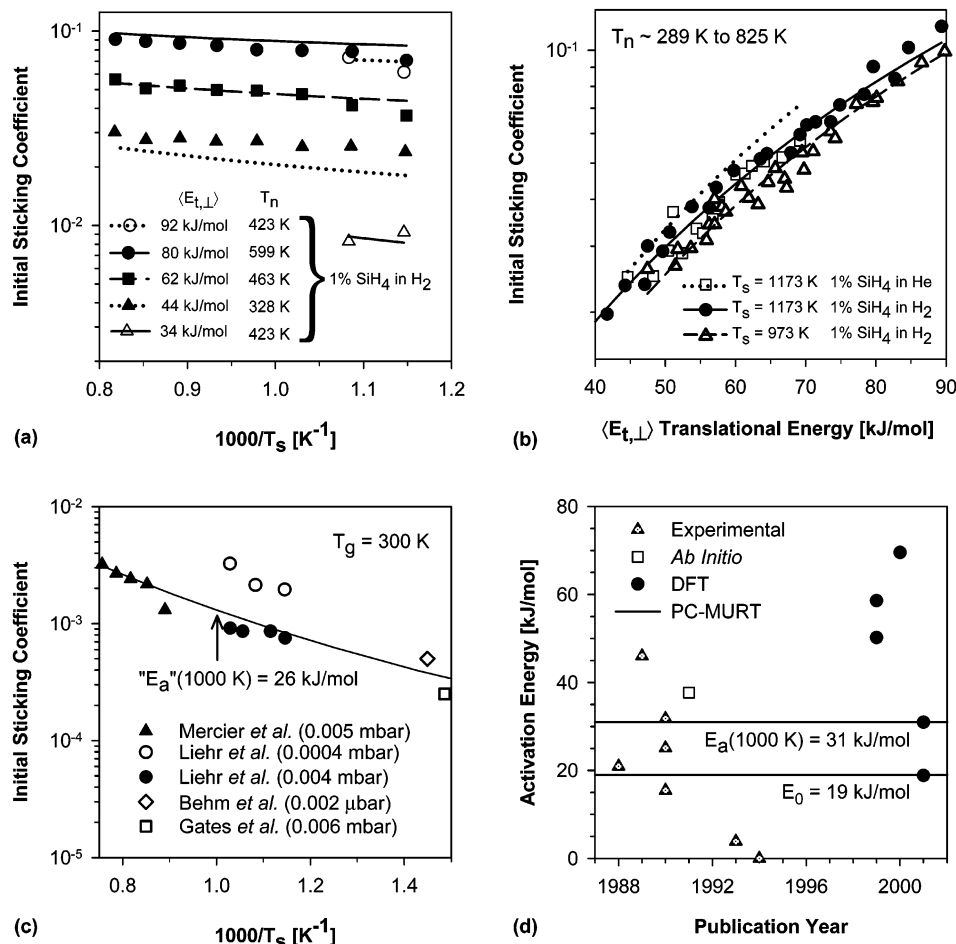 10⁻¹
10⁻²
Initial Sticking Coefficient
⟨E_t,⊥⟩ T_n
92 kJ/mol 423 K
80 kJ/mol 599 K
62 kJ/mol 463 K
44 kJ/mol 328 K
34 kJ/mol 423 K
1% SiH₄ in H₂
0.8 0.9 1.0 1.1 1.2
(a)
1000/T_s [K⁻¹]
T_n ~ 289 K to 825 K
10⁻¹
Initial Sticking Coefficient
T_s = 1173 K 1% SiH₄ in He
T_s = 1173 K 1% SiH₄ in H₂
T_s = 973 K 1% SiH₄ in H₂
40 50 60 70 80 90
(b)
⟨E_t,⊥⟩ Translational Energy [kJ/mol]
10⁻²
T_g = 300 K
10⁻³
"E_a"(1000 K) = 26 kJ/mol
10⁻⁴
Mercier et al. (0.005 mbar)
Liehr et al. (0.0004 mbar)
Liehr et al. (0.004 mbar)
Behm et al. (0.002 μbar)
Gates et al. (0.006 mbar)
10⁻⁵
Initial Sticking Coefficient
0.8 1.0 1.2 1.4
(c)
1000/T_s [K⁻¹]
80
60
40
20
0
Activation Energy [kJ/mol]
Experimental
Ab Initio
DFT
PC-MURT
E_a(1000 K) = 31 kJ/mol
E₀ = 19 kJ/mol
1988 1992 1996 2000
(d)
Publication Year